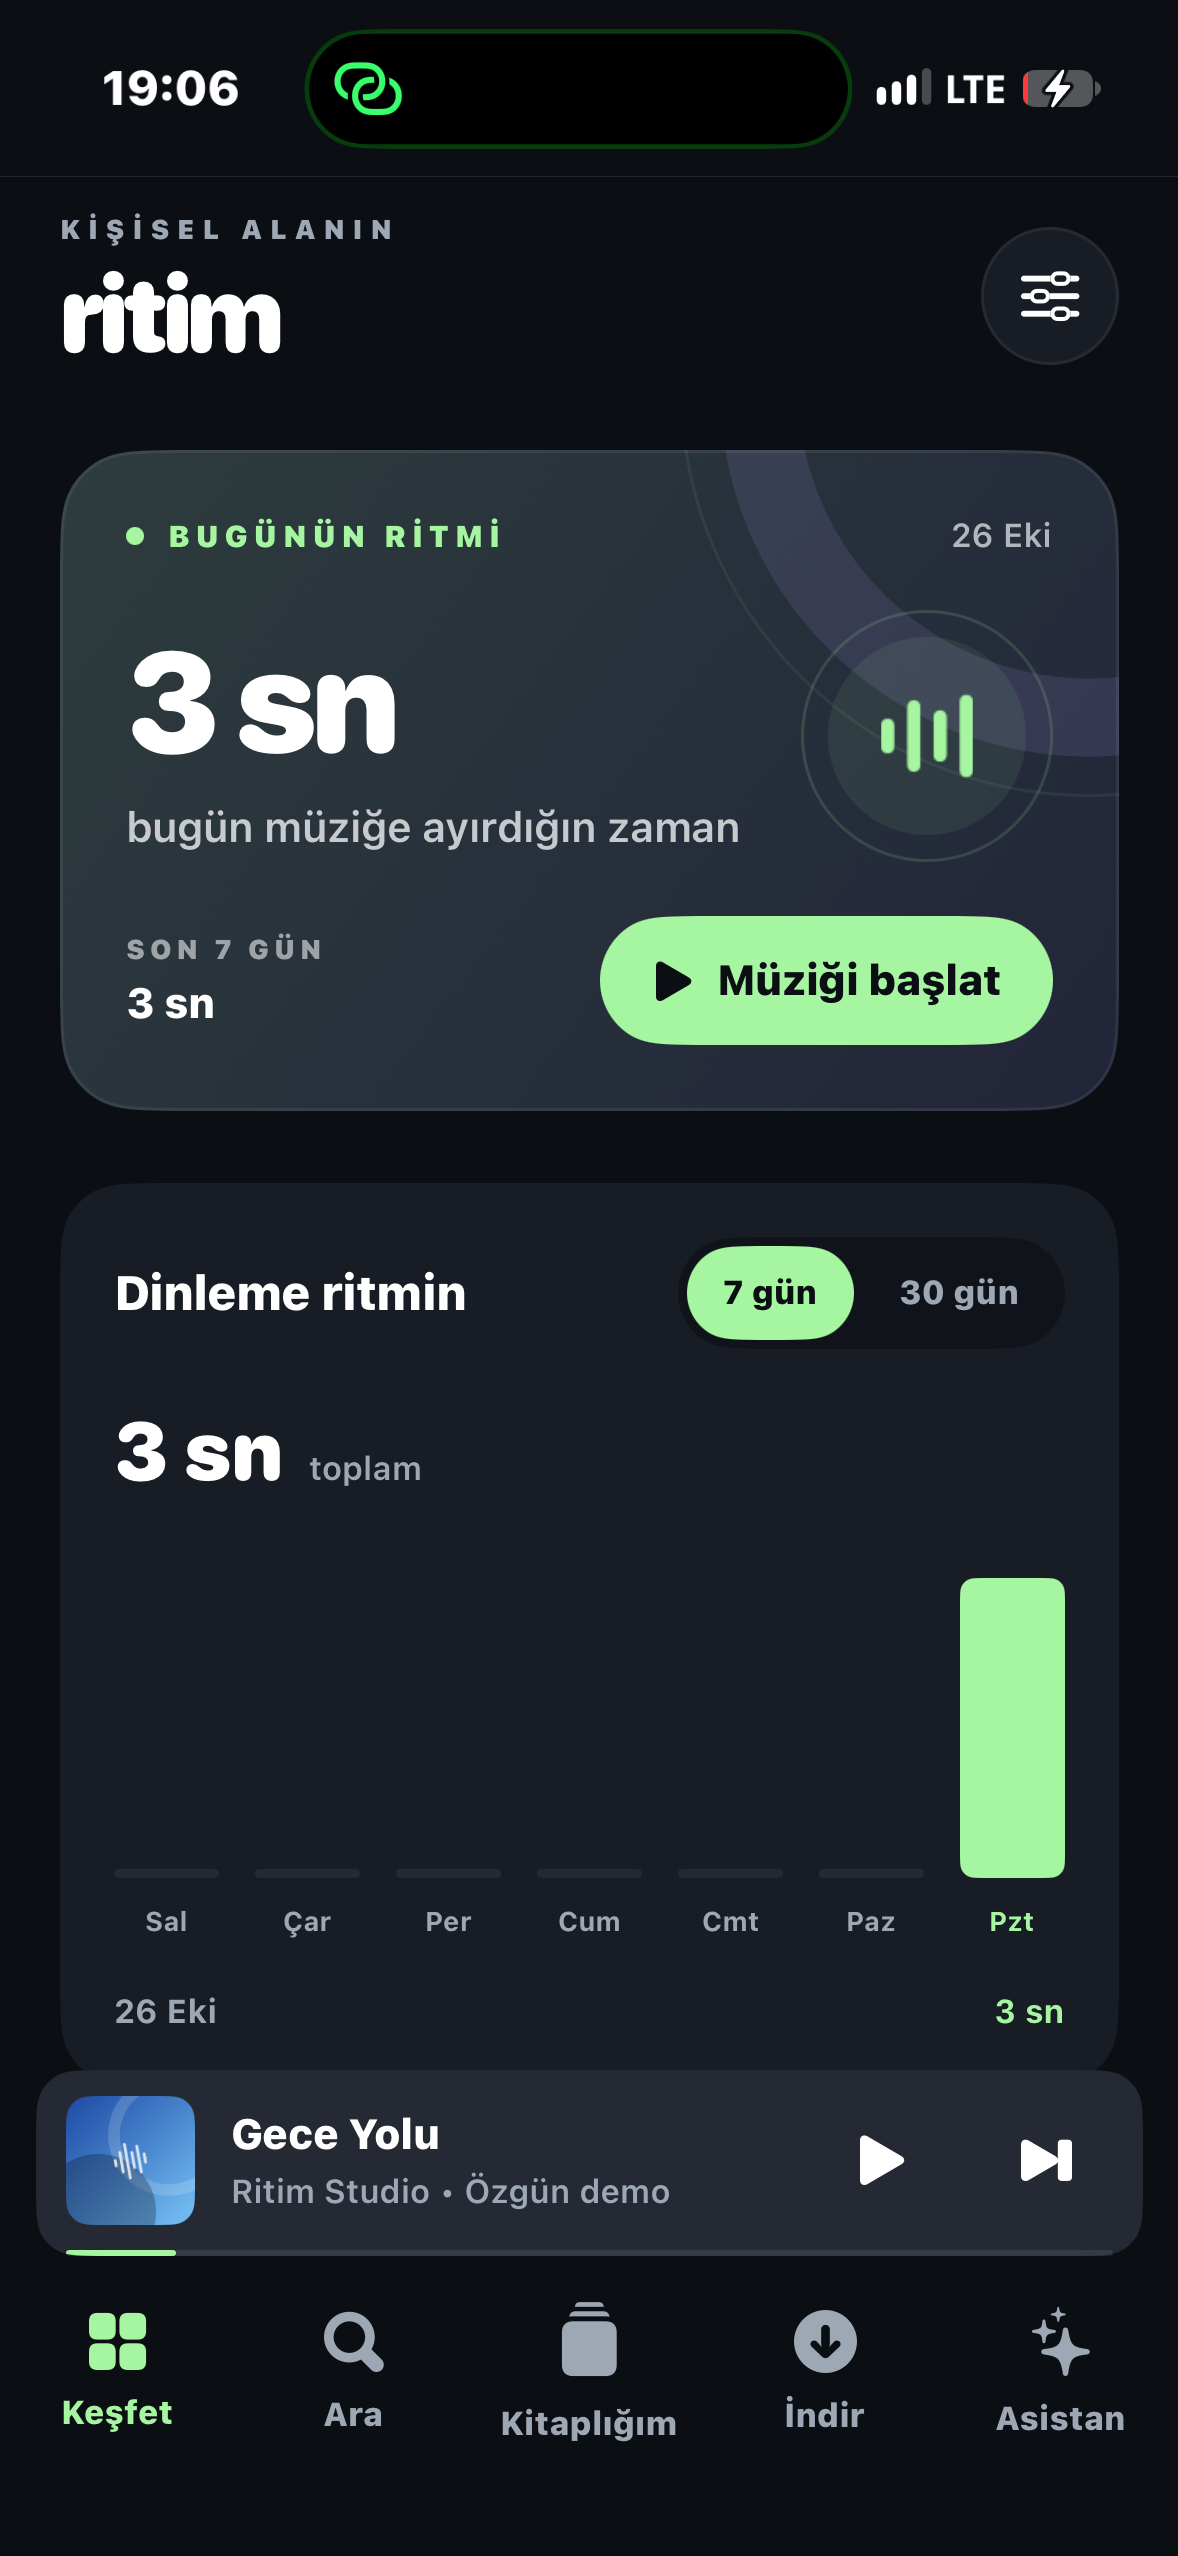 19:06
LTE
KİŞİSEL ALANIN
ritim
BUGÜNÜN RİTMİ
26 Eki
3 sn
bugün müziğe ayırdığın zaman
SON 7 GÜN
3 sn
Müziği başlat
Dinleme ritmin
7 gün
30 gün
3 sn toplam
Sal Çar Per Cum Cmt Paz Pzt
26 Eki
3 sn
Gece Yolu
Ritim Studio • Özgün demo
Keşfet
Ara
Kitaplığım
İndir
Asistan